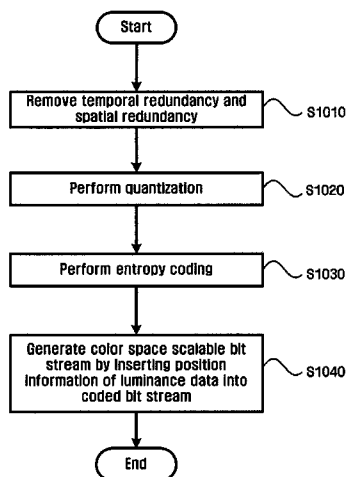 Start
Remove temporal redundancy and
spatial redundancy
S1010
Perform quantization
S1020
Perform entropy coding
S1030
Generate color space scalable bit
stream by inserting position
information of luminance data into
coded bit stream
S1040
End